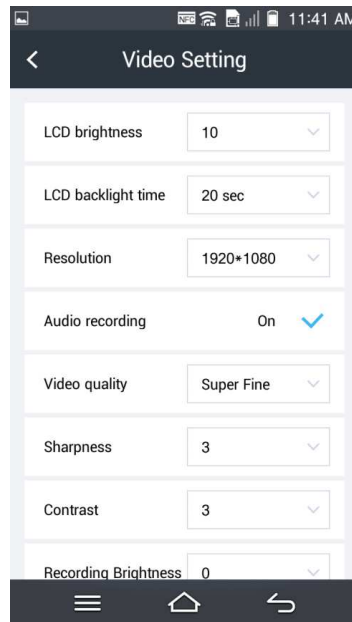 NFC 11:41 AM
Video Setting
LCD brightness 10
LCD backlight time 20 sec
Resolution 1920*1080
Audio recording On
Video quality Super Fine
Sharpness 3
Contrast 3
Recording Brightness 0